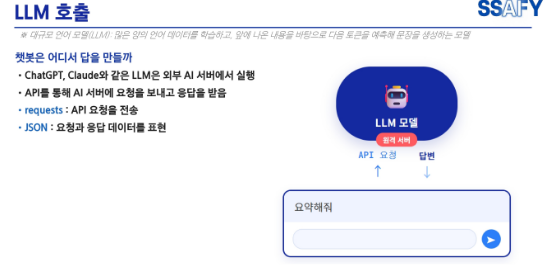 LLM 호출
SSAFY
※ 대규모 언어 모델(LLM): 많은 양의 언어 데이터를 학습하고, 앞에 나온 내용을 바탕으로 다음 토큰을 예측해 문장을 생성하는 모델
챗봇은 어디서 답을 만들까
• ChatGPT, Claude와 같은 LLM은 외부 AI 서버에서 실행
• API를 통해 AI 서버에 요청을 보내고 응답을 받음
• requests : API 요청을 전송
• JSON : 요청과 응답 데이터를 표현
LLM 모델
원격 서버
API 요청 답변
요약해줘